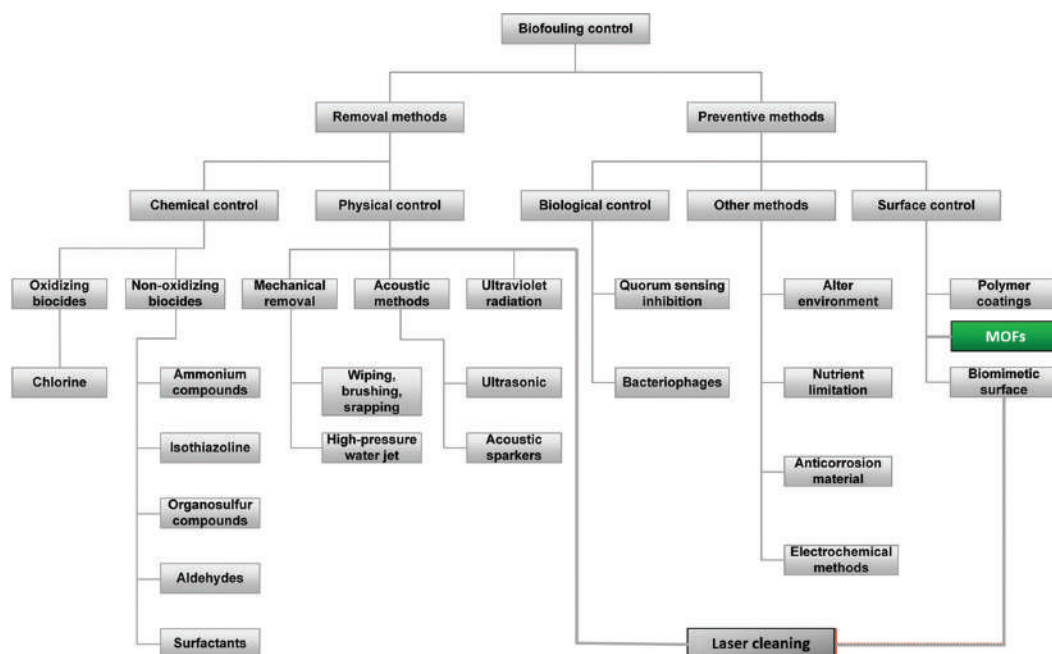 Biofouling control
Removal methods
Preventive methods
Chemical control
Physical control
Biological control
Other methods
Surface control
Oxidizing
biocides
Non-oxidizing
biocides
Mechanical
removal
Acoustic
methods
Ultraviolet
radiation
Quorum sensing
inhibition
Alter
environment
Polymer
coatings
MOFs
Chlorine
Ammonium
compounds
Wiping,
brushing,
srapping
Ultrasonic
Bacteriophages
Nutrient
limitation
Biomimetic
surface
Isothiazoline
High-pressure
water jet
Acoustic
sparkers
Anticorrosion
material
Organosulfur
compounds
Electrochemical
methods
Aldehydes
Surfactants
Laser cleaning